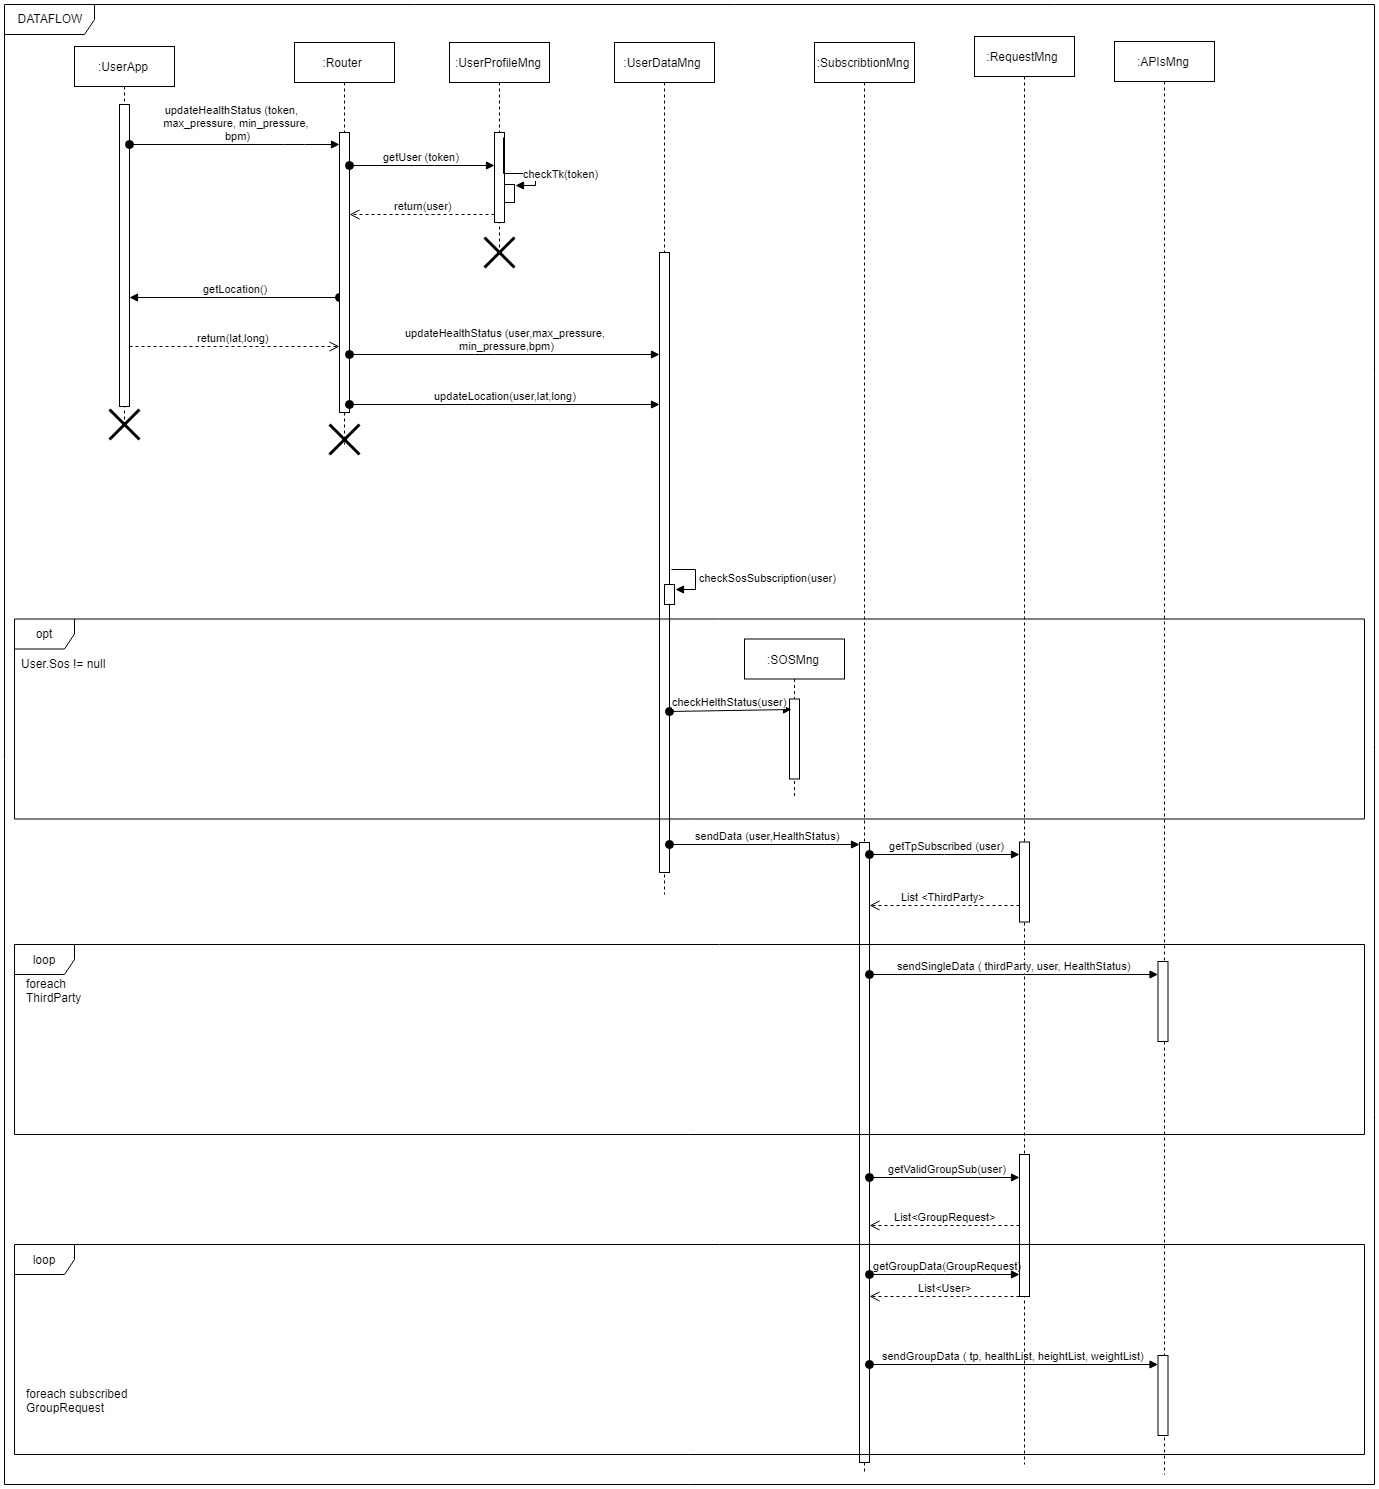 DATAFLOW
:UserApp
:Router
:UserProfileMng
:UserDataMng
:SubscribtionMng
:RequestMng
:APIsMng
updateHealthStatus (token,
max_pressure, min_pressure,
bpm)
getUser (token)
checkTk(token)
return(user)
getLocation()
return(lat,long)
updateHealthStatus (user,max_pressure,
min_pressure,bpm)
updateLocation(user,lat,long)
checkSosSubscription(user)
opt
User.Sos != null
:SOSMng
checkHelthStatus(user)
sendData (user,HealthStatus)
getTpSubscribed (user)
List <ThirdParty>
loop
foreach
ThirdParty
sendSingleData ( thirdParty, user, HealthStatus)
getValidGroupSub(user)
List<GroupRequest>
loop
getGroupData(GroupRequest)
List<User>
sendGroupData ( tp, healthList, heightList, weightList)
foreach subscribed
GroupRequest